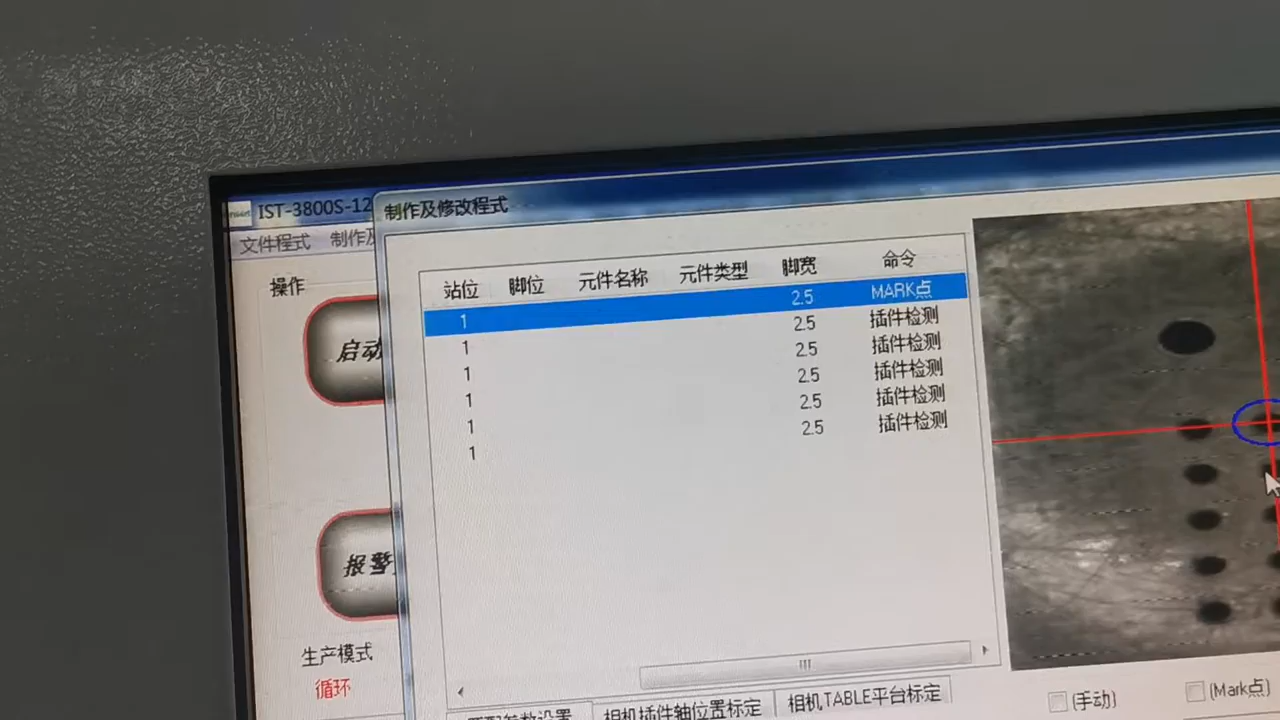 IST-3800S-12
制作及修改程式
文件程式 制作及
操作
启动
报警
生产模式
循环
站位 脚位 元件名称 元件类型 脚宽 命令
1 2.5 MARK点
1 2.5 插件检测
1 2.5 插件检测
1 2.5 插件检测
1 2.5 插件检测
1 2.5 插件检测
相机插件轴位置标定 相机TABLE平台标定
(手动) (Mark点)